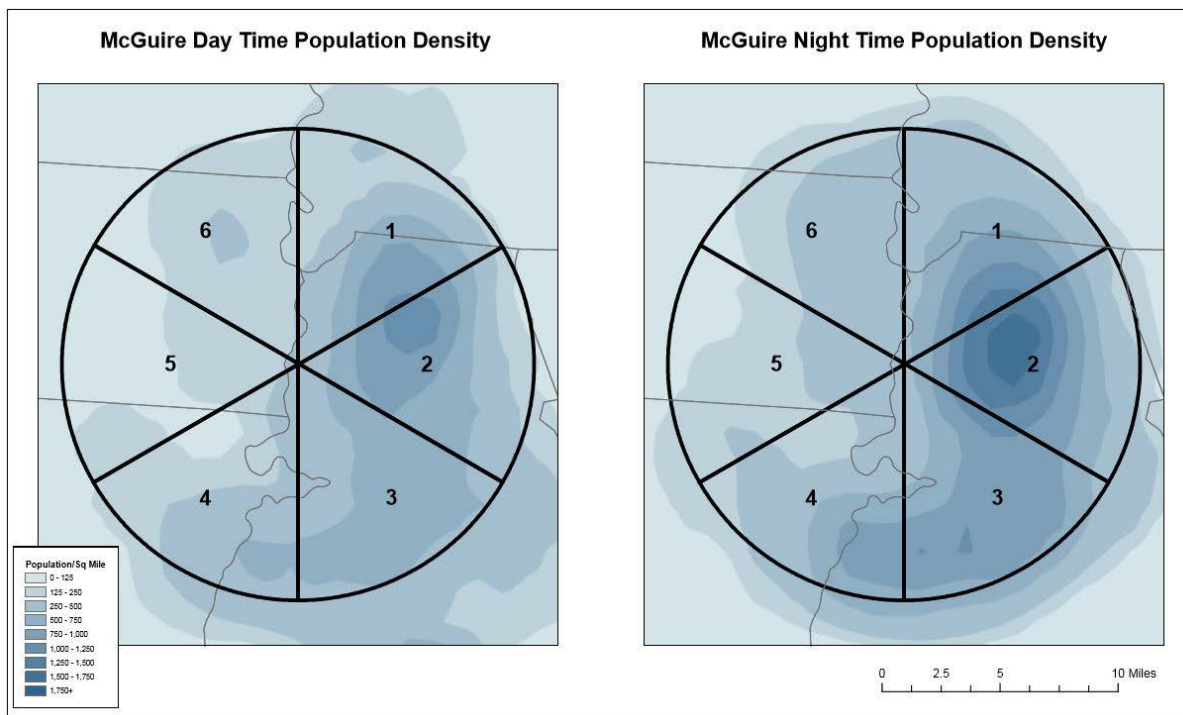 McGuire Day Time Population Density
McGuire Night Time Population Density
6
1
5
2
4
3
6
1
5
2
4
3
Population/Sq Mile
0 - 125
125 - 250
250 - 500
500 - 750
750 - 1,000
1,000 - 1,250
1,250 - 1,500
1,500 - 1,750
1,750+
0 2.5 5 10 Miles